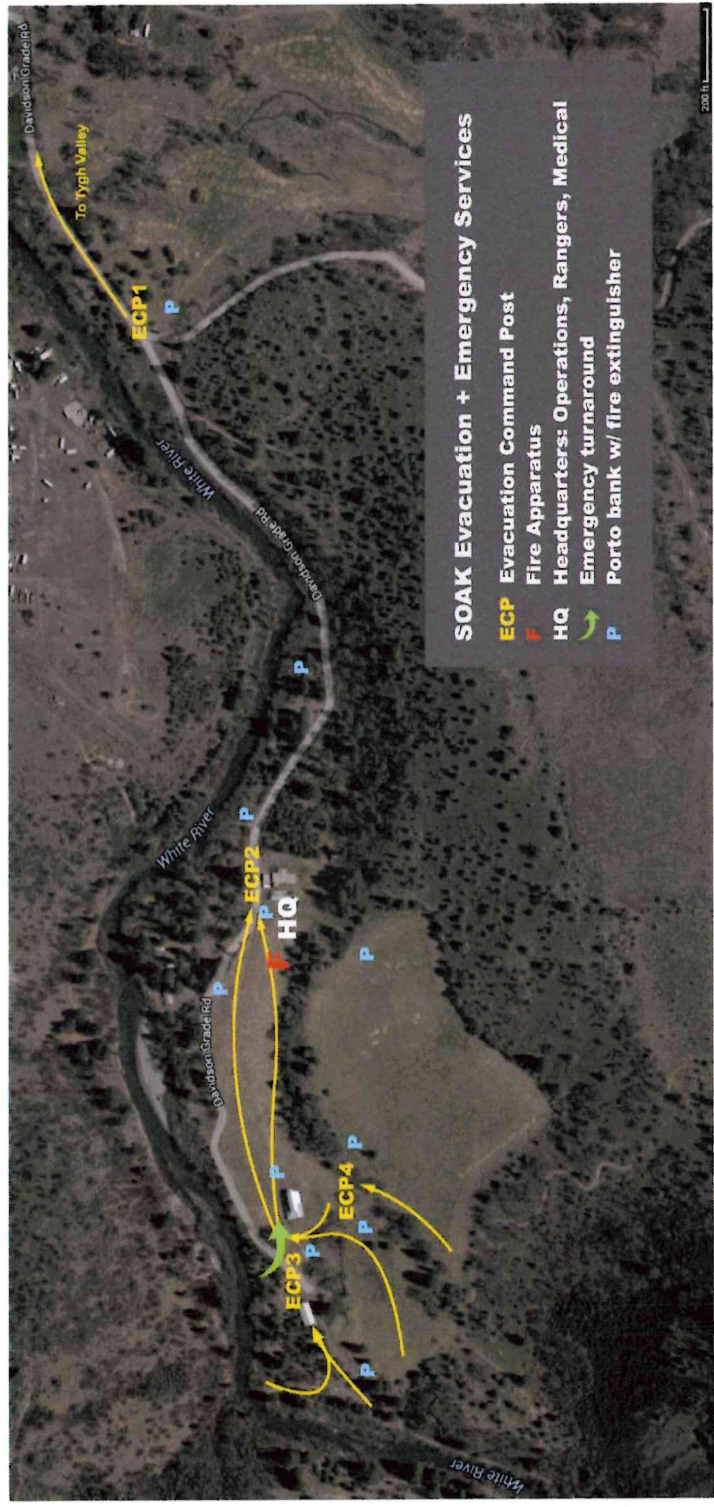 Davidson Grade Rd
To Tygh Valley
ECP1
P
White River
White River
Davidson Grade Rd
Davidson Grade Rd
P
P
ECP2
P
P
F
HQ
P
P
ECP3
P
ECP4
P
P
P
White River
SOAK Evacuation + Emergency Services
ECP Evacuation Command Post
F Fire Apparatus
HQ Headquarters: Operations, Rangers, Medical
Emergency turnaround
P Porto bank w/ fire extinguisher
200 ft